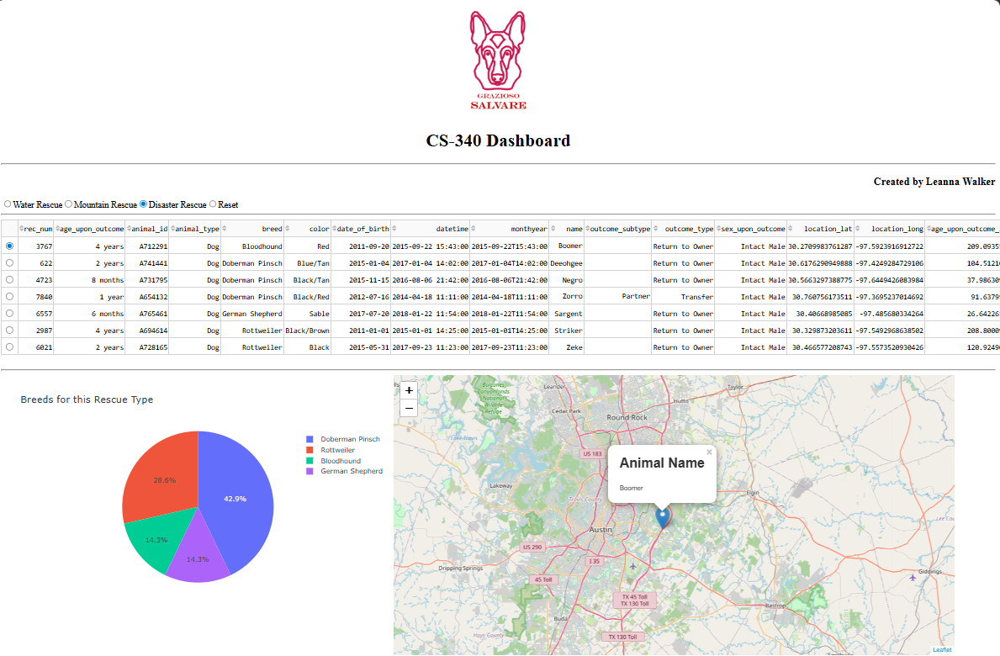 GRAZIOSO
SALVARE
CS-340 Dashboard
Created by Leanna Walker
Water Rescue Mountain Rescue Disaster Rescue Reset
rec_num age_upon_outcome animal_id animal_type breed color date_of_birth datetime monthyear name outcome_subtype outcome_type sex_upon_outcome location_lat location_long age_upon_outcome_
3767 4 years A712291 Dog Bloodhound Red 2011-09-20 2015-09-22 15:43:00 2015-09-22T15:43:00 Boomer Return to Owner Intact Male 30.2709983761287 -97.5923916912722 209.0935
622 2 years A741441 Dog Doberman Pinsch Blue/Tan 2015-01-04 2017-01-04 14:02:00 2017-01-04T14:02:00 Deeohgee Return to Owner Intact Male 30.6176290949888 -97.4249284729106 104.5121
4723 8 months A731795 Dog Doberman Pinsch Black/Tan 2015-11-15 2016-08-06 21:42:00 2016-08-06T21:42:00 Negro Return to Owner Intact Male 30.5663297388775 -97.6449426083984 37.98630
7840 1 year A654132 Dog Doberman Pinsch Black/Red 2012-07-16 2014-04-18 11:11:00 2014-04-18T11:11:00 Zorro Partner Transfer Intact Male 30.760756173511 -97.3695237014692 91.6379
6557 6 months A765461 Dog German Shepherd Sable 2017-07-20 2018-01-22 11:54:00 2018-01-22T11:54:00 Sargent Return to Owner Intact Male 30.40668985085 -97.485680334264 26.64226
2987 4 years A694614 Dog Rottweiler Black/Brown 2011-01-01 2015-01-01 14:25:00 2015-01-01T14:25:00 Striker Return to Owner Intact Male 30.329873203611 -97.5492968638502 208.8000
6021 2 years A728165 Dog Rottweiler Black 2015-05-31 2017-09-23 11:23:00 2017-09-23T11:23:00 Zeke Return to Owner Intact Male 30.466577208743 -97.5573520930426 120.9249
Breeds for this Rescue Type
Doberman Pinsch
Rottweiler
Bloodhound
German Shepherd
28.6%
42.9%
14.3%
14.3%
+
−
Balcones
Canyonlands
National
Wildlife
Refuge
Leander
Taylor
Hutto
Cedar Park
Round Rock
Lake Travis
US 183
Animal Name
Boomer
Lakeway
Travis County
Elgin
Austin
US 290
I 35
Dripping Springs
45 Toll
Giddings
TX 45 Toll
TX 130 Toll
Bastrop
Buda
Hays County
TX 130 Toll
Leaflet